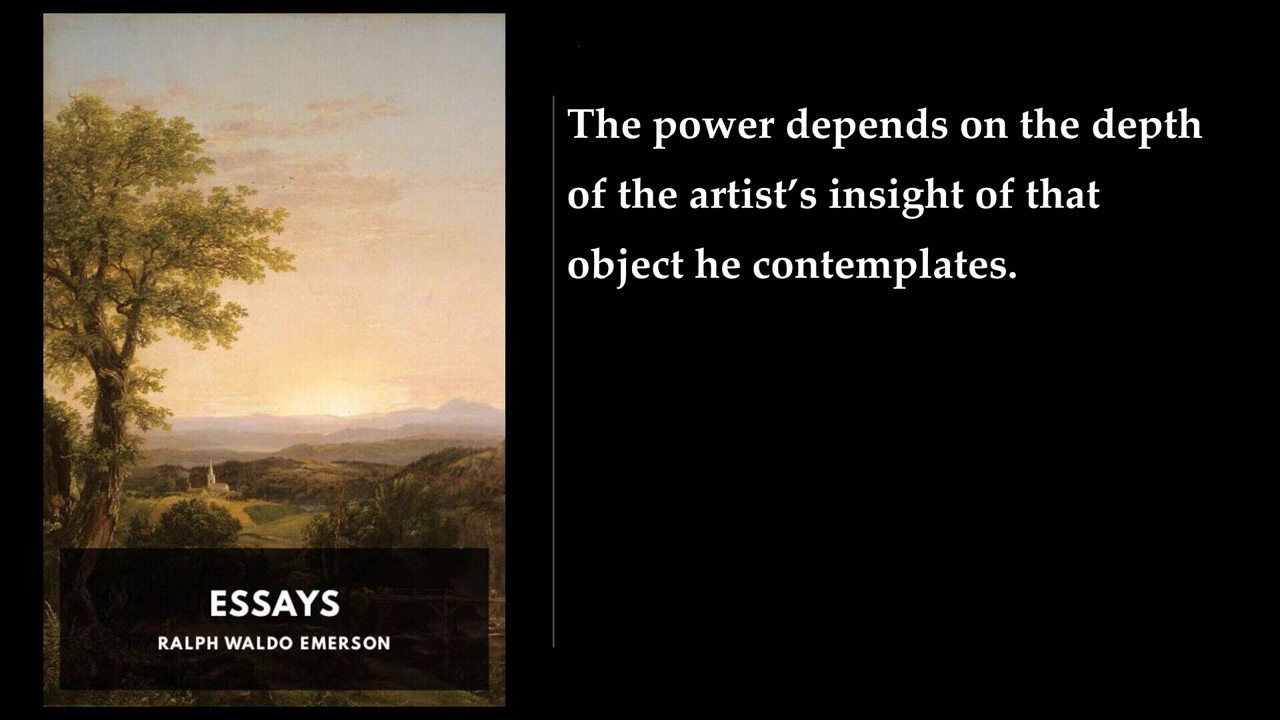 ESSAYS
RALPH WALDO EMERSON
The power depends on the depth
of the artist’s insight of that
object he contemplates.